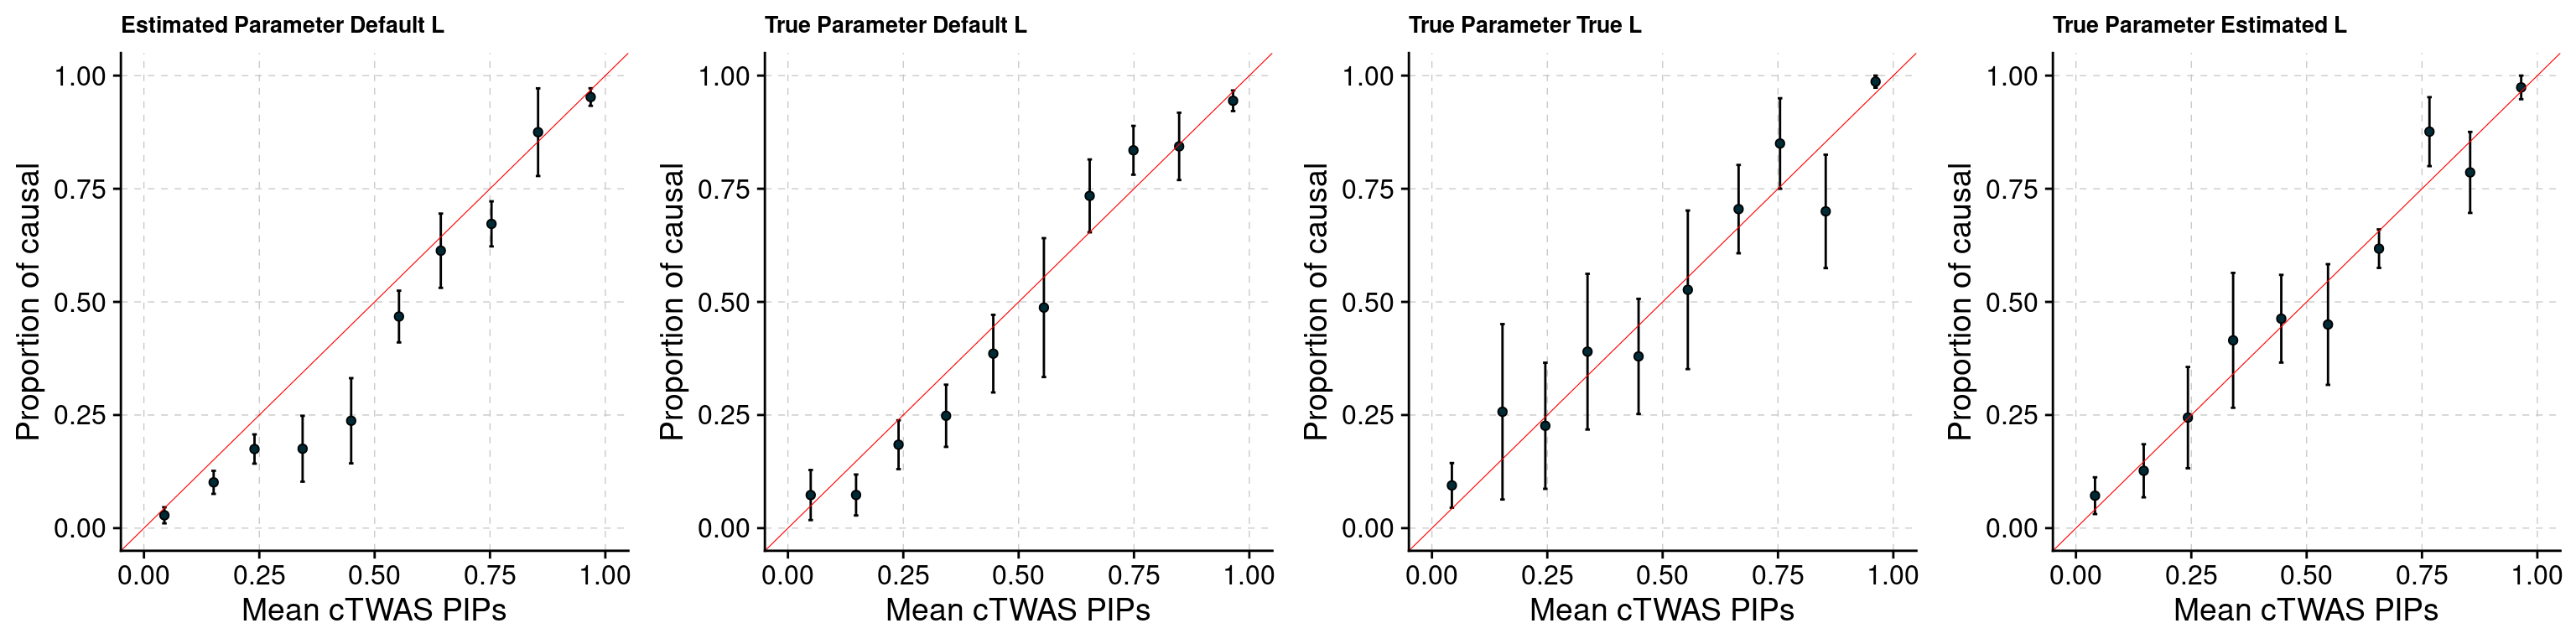 Estimated Parameter Default L
Proportion of causal
1.00
0.75
0.50
0.25
0.00
0.00 0.25 0.50 0.75 1.00
Mean cTWAS PIPs
True Parameter Default L
Proportion of causal
1.00
0.75
0.50
0.25
0.00
0.00 0.25 0.50 0.75 1.00
Mean cTWAS PIPs
True Parameter True L
Proportion of causal
1.00
0.75
0.50
0.25
0.00
0.00 0.25 0.50 0.75 1.00
Mean cTWAS PIPs
True Parameter Estimated L
Proportion of causal
1.00
0.75
0.50
0.25
0.00
0.00 0.25 0.50 0.75 1.00
Mean cTWAS PIPs